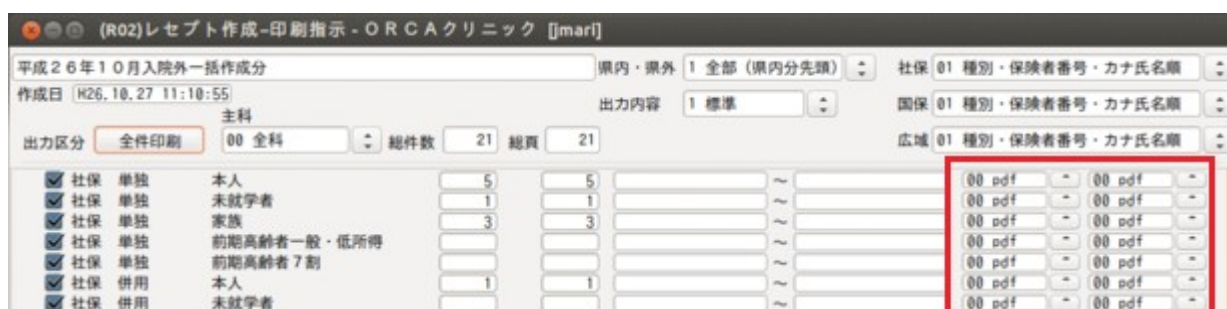 (R02)レセプト作成-印刷指示 - ＯＲＣＡクリニック [jmari]
平成２６年１０月入院外一括作成分 県内・県外 1 全部（県内分先頭） 社保 01 種別・保険者番号・カナ氏名順
作成日 H26.10.27 11:10:55 出力内容 1 標準 国保 01 種別・保険者番号・カナ氏名順
主科
出力区分 全件印刷 00 全科 総件数 21 総頁 21 広域 01 種別・保険者番号・カナ氏名順
社保 単独 本人 5 5 ～ 00 pdf 00 pdf
社保 単独 未就学者 1 1 ～ 00 pdf 00 pdf
社保 単独 家族 3 3 ～ 00 pdf 00 pdf
社保 単独 前期高齢者一般・低所得 ～ 00 pdf 00 pdf
社保 単独 前期高齢者７割 ～ 00 pdf 00 pdf
社保 併用 本人 1 1 ～ 00 pdf 00 pdf
社保 併用 未就学者 ～ 00 pdf 00 pdf